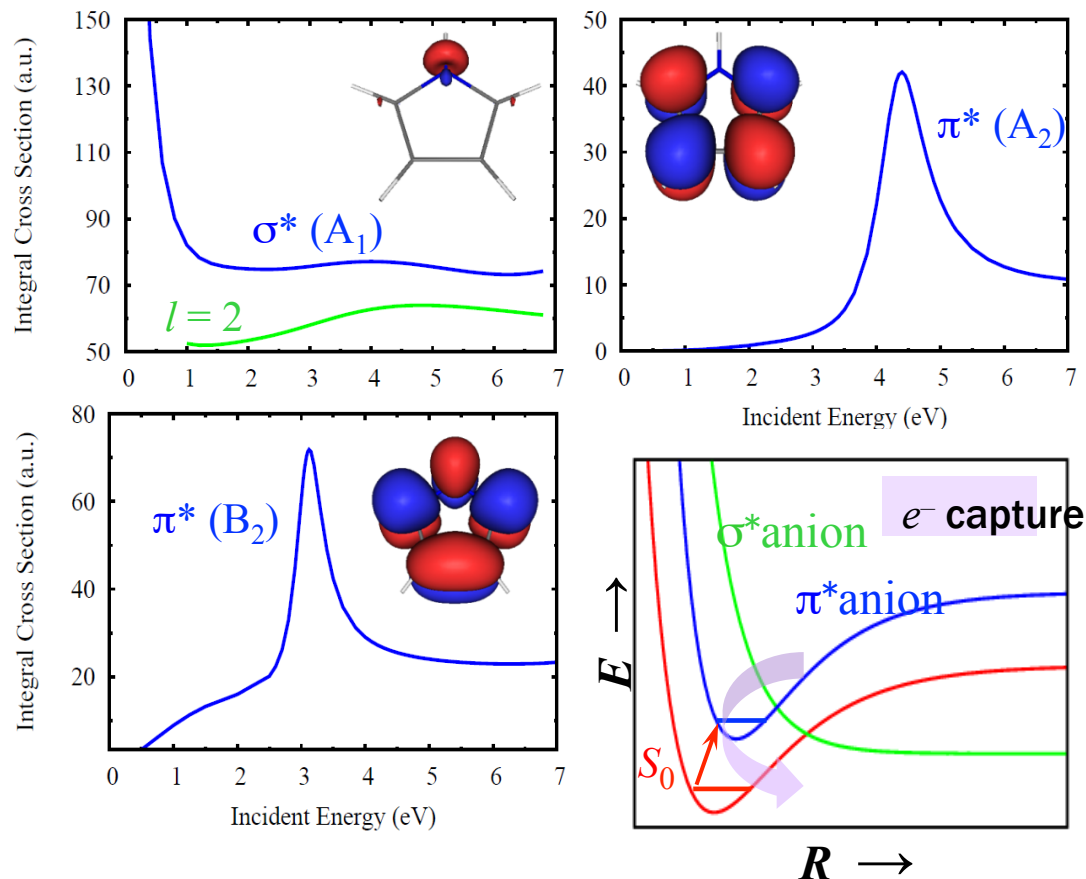 Integral Cross Section (a.u.)
150
130
110
90
70
50
σ* (A1)
l = 2
0 1 2 3 4 5 6 7
50
40
30
20
10
0
π* (A2)
0 1 2 3 4 5 6 7
Incident Energy (eV)
Integral Cross Section (a.u.)
80
60
40
20
π* (B2)
0 1 2 3 4 5 6 7
Incident Energy (eV)
e− capture
σ*anion
π*anion
E →
S0
R →